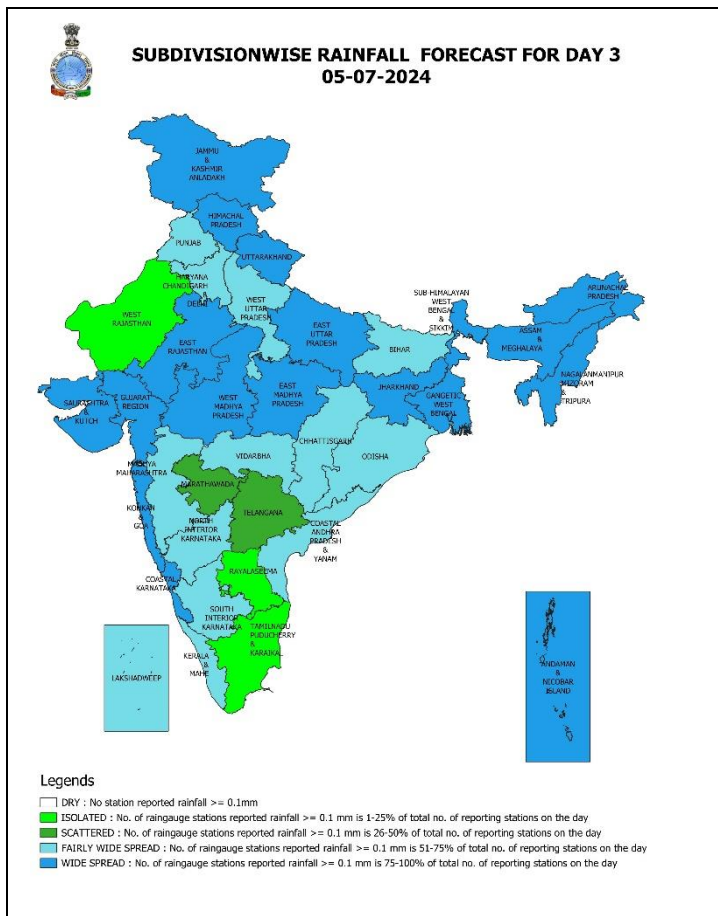 SUBDIVISIONWISE RAINFALL FORECAST FOR DAY 3
05-07-2024
JAMMU
&
KASHMIR
ANLADAKH
HIMACHAL
PRADESH
PUNJAB
UTTARAKHAND
HARYANA
CHANDIGARH
&
DELHI
WEST
UTTAR
PRADESH
SUB-HIMALAYAN
WEST
BENGAL
&
SIKKIM
ARUNACHAL
PRADESH
WEST
RAJASTHAN
EAST
RAJASTHAN
EAST
UTTAR
PRADESH
ASSAM
&
MEGHALAYA
BIHAR
NAGALANMANIPUR
MIZORAM
&
TRIPURA
SAURASHTRA
&
KUTCH
GUJARAT
REGION
WEST
MADHYA
PRADESH
EAST
MADHYA
PRADESH
JHARKHAND
GANGETIC
WEST
BENGAL
CHHATTISGARH
VIDARBHA
ODISHA
MADHYA
MAHARASHTRA
MARATHAWADA
KONKAN
&
GOA
TELANGANA
NORTH
INTERIOR
KARNATAKA
COASTAL
ANDHRA
PRADESH
&
YANAM
RAYALASEEMA
COASTAL
KARNATAKA
SOUTH
INTERIOR
KARNATAKA
TAMILNADU
PUDUCHERRY
&
KARAIKAL
KERALA
&
MAHE
LAKSHADWEEP
ANDAMAN
&
NICOBAR
ISLAND
Legends
DRY : No station reported rainfall >= 0.1mm
ISOLATED : No. of raingauge stations reported rainfall >= 0.1 mm is 1-25% of total no. of reporting stations on the day
SCATTERED : No. of raingauge stations reported rainfall >= 0.1 mm is 26-50% of total no. of reporting stations on the day
FAIRLY WIDE SPREAD : No. of raingauge stations reported rainfall >= 0.1 mm is 51-75% of total no. of reporting stations on the day
WIDE SPREAD : No. of raingauge stations reported rainfall >= 0.1 mm is 75-100% of total no. of reporting stations on the day